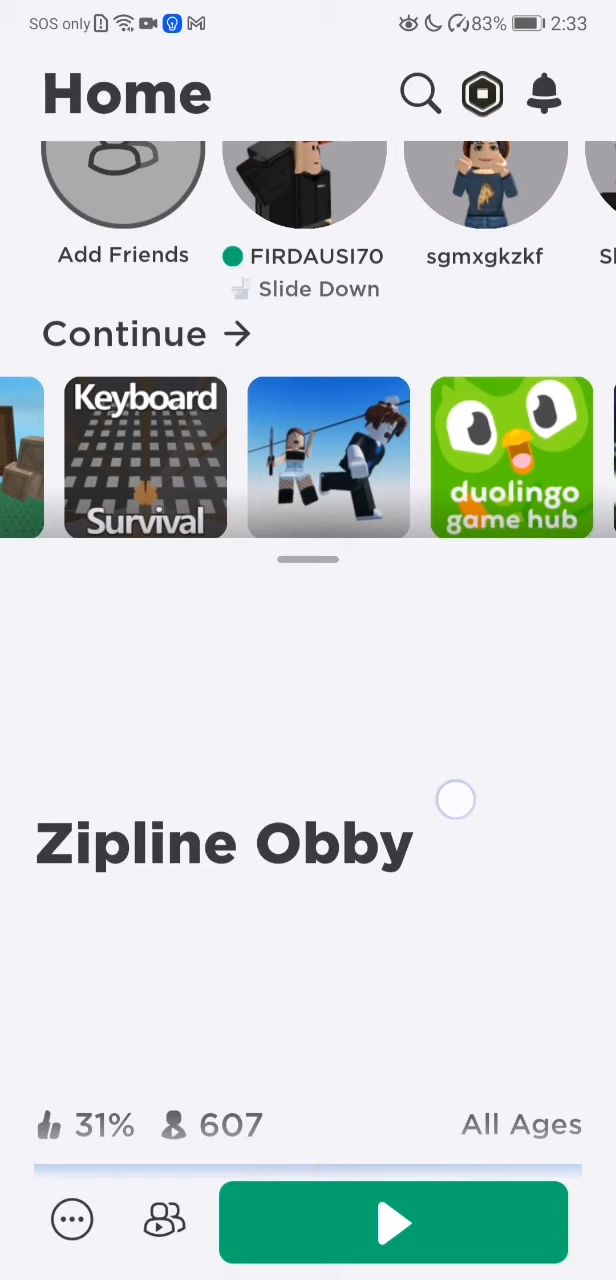 SOS only 83% 2:33
Home
Add Friends FIRDAUSI70 sgmxgkzkf
Slide Down
Continue →
Keyboard
Survival
duolingo
game hub
Zipline Obby
31% 607 All Ages